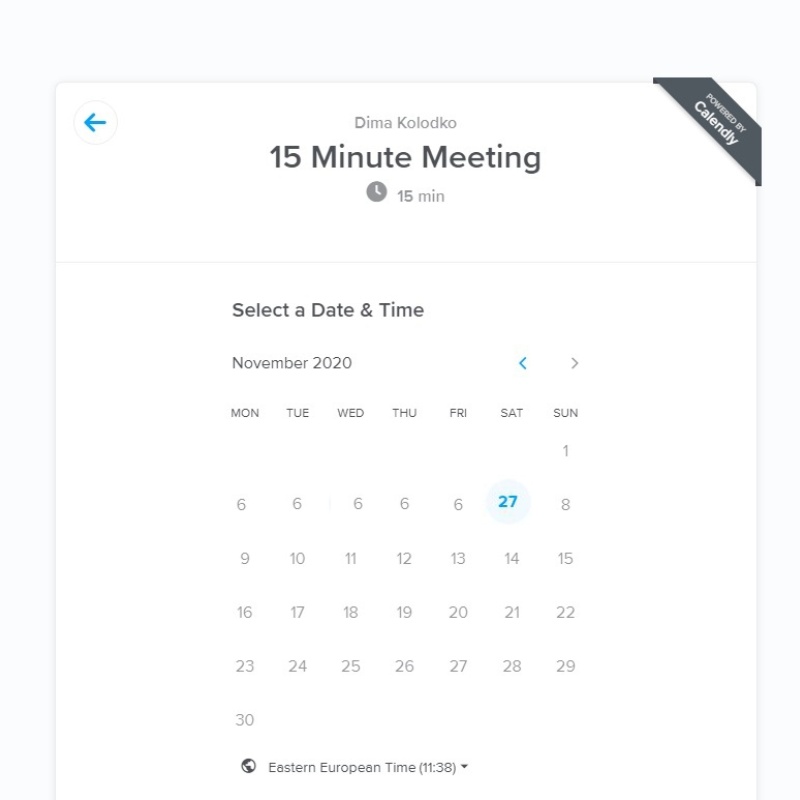 POWERED BY
Calendly
Dima Kolodko
15 Minute Meeting
15 min
Select a Date & Time
November 2020
MON TUE WED THU FRI SAT SUN
1
6 6 6 6 6 27 8
9 10 11 12 13 14 15
16 17 18 19 20 21 22
23 24 25 26 27 28 29
30
Eastern European Time (11:38)